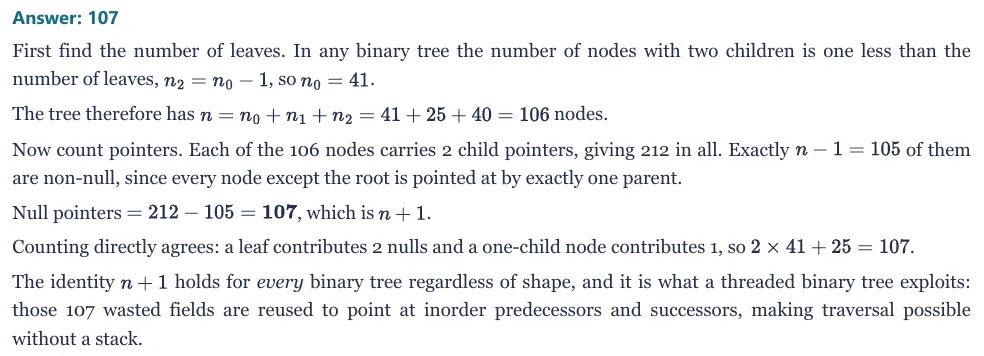 Answer: 107
First find the number of leaves. In any binary tree the number of nodes with two children is one less than the
number of leaves, n₂ = n₀ − 1, so n₀ = 41.
The tree therefore has n = n₀ + n₁ + n₂ = 41 + 25 + 40 = 106 nodes.
Now count pointers. Each of the 106 nodes carries 2 child pointers, giving 212 in all. Exactly n − 1 = 105 of them
are non-null, since every node except the root is pointed at by exactly one parent.
Null pointers = 212 − 105 = 107, which is n + 1.
Counting directly agrees: a leaf contributes 2 nulls and a one-child node contributes 1, so 2 × 41 + 25 = 107.
The identity n + 1 holds for every binary tree regardless of shape, and it is what a threaded binary tree exploits:
those 107 wasted fields are reused to point at inorder predecessors and successors, making traversal possible
without a stack.